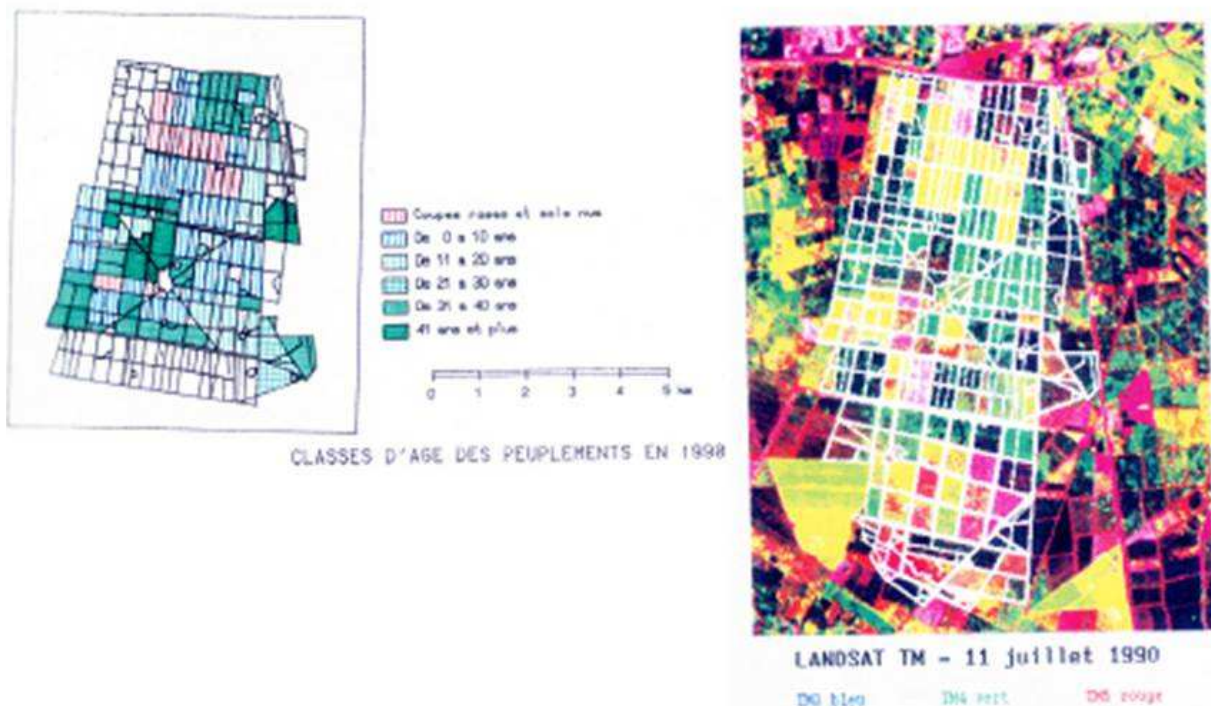 Coupes rases et sols nus
De 0 a 10 ans
De 11 a 20 ans
De 21 a 30 ans
De 31 a 40 ans
41 ans et plus
0 1 2 3 4 5 km
CLASSES D'AGE DES PEUPLEMENTS EN 1990
LANDSAT TM - 11 juillet 1990
TM3 bleu TM4 vert TM5 rouge